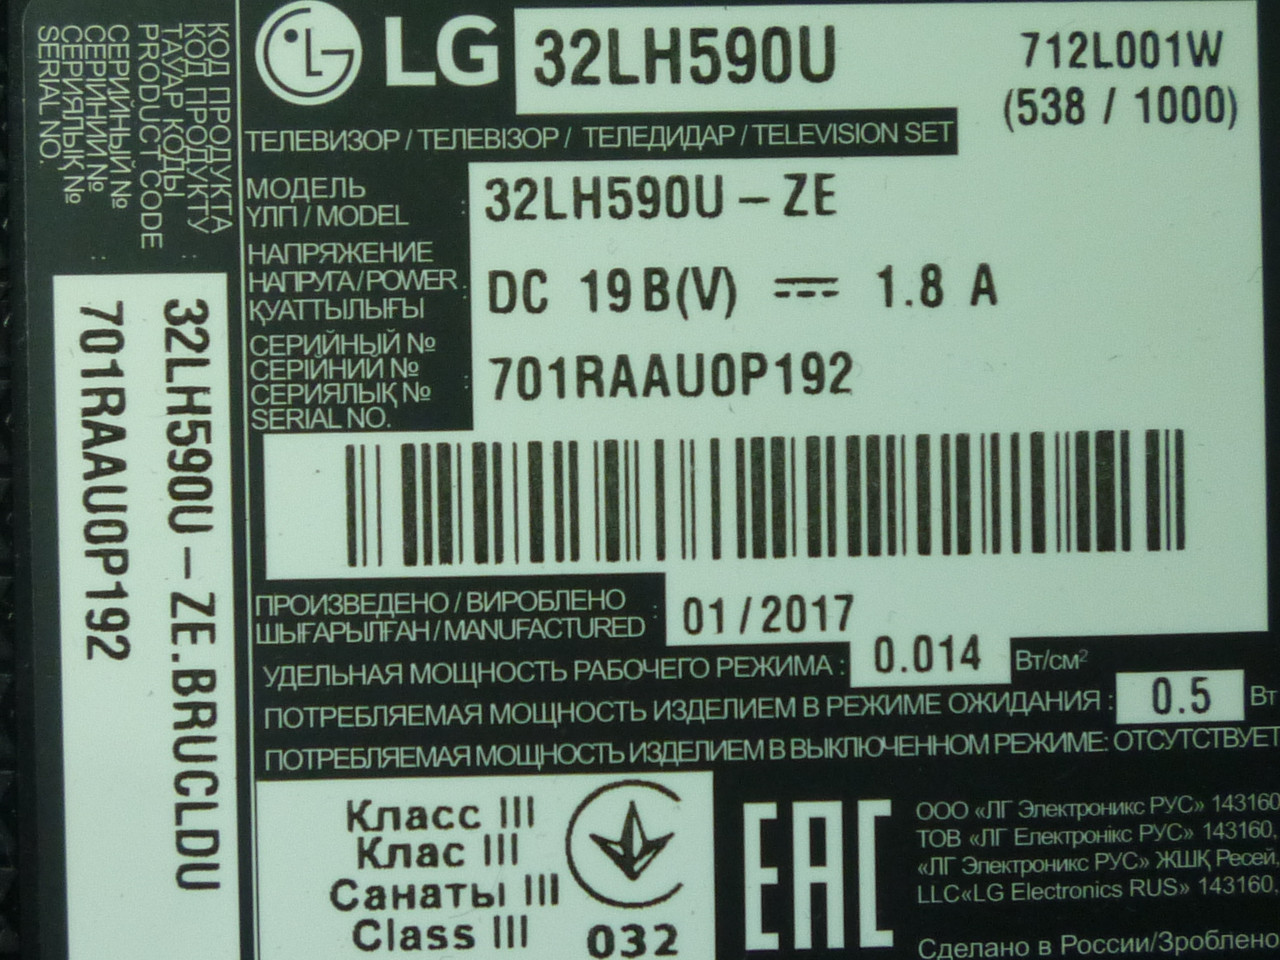 LG 32LH590U
712L001W
(538 / 1000)
ТЕЛЕВИЗОР / ТЕЛЕВІЗОР / ТЕЛЕДИДАР / TELEVISION SET
МОДЕЛЬ
ҮЛГІ / MODEL : 32LH590U – ZE
НАПРЯЖЕНИЕ
НАПРУГА/POWER : DC 19 В(V) ⎓ 1.8 A
ҚУАТТЫЛЫҒЫ
СЕРИЙНЫЙ №
СЕРІЙНИЙ № : 701RAAU0P192
СЕРИЯЛЫҚ №
SERIAL NO.
ПРОИЗВЕДЕНО / ВИРОБЛЕНО
ШЫҒАРЫЛҒАН / MANUFACTURED : 01 / 2017
УДЕЛЬНАЯ МОЩНОСТЬ РАБОЧЕГО РЕЖИМА : 0.014 Вт/см²
ПОТРЕБЛЯЕМАЯ МОЩНОСТЬ ИЗДЕЛИЕМ В РЕЖИМЕ ОЖИДАНИЯ : 0.5 Вт
ПОТРЕБЛЯЕМАЯ МОЩНОСТЬ ИЗДЕЛИЕМ В ВЫКЛЮЧЕННОМ РЕЖИМЕ: ОТСУТСТВУЕТ
Класс III
Клас III
Санаты III
Class III
032
EAC
ООО «ЛГ Электроникс РУС» 143160
ТОВ «ЛГ Електронікс РУС» 143160,
«ЛГ Электроникс РУС» ЖШҚ Ресей,
LLC«LG Electronics RUS» 143160,
Сделано в России/Зроблено
КОД ПРОДУКТА
КОД ПРОДУКТУ
ТАУАР КОДЫ
PRODUCT CODE : 32LH590U – ZE.BRUCLDU
СЕРИЙНЫЙ №
СЕРІЙНИЙ №
СЕРИЯЛЫҚ №
SERIAL NO. : 701RAAU0P192